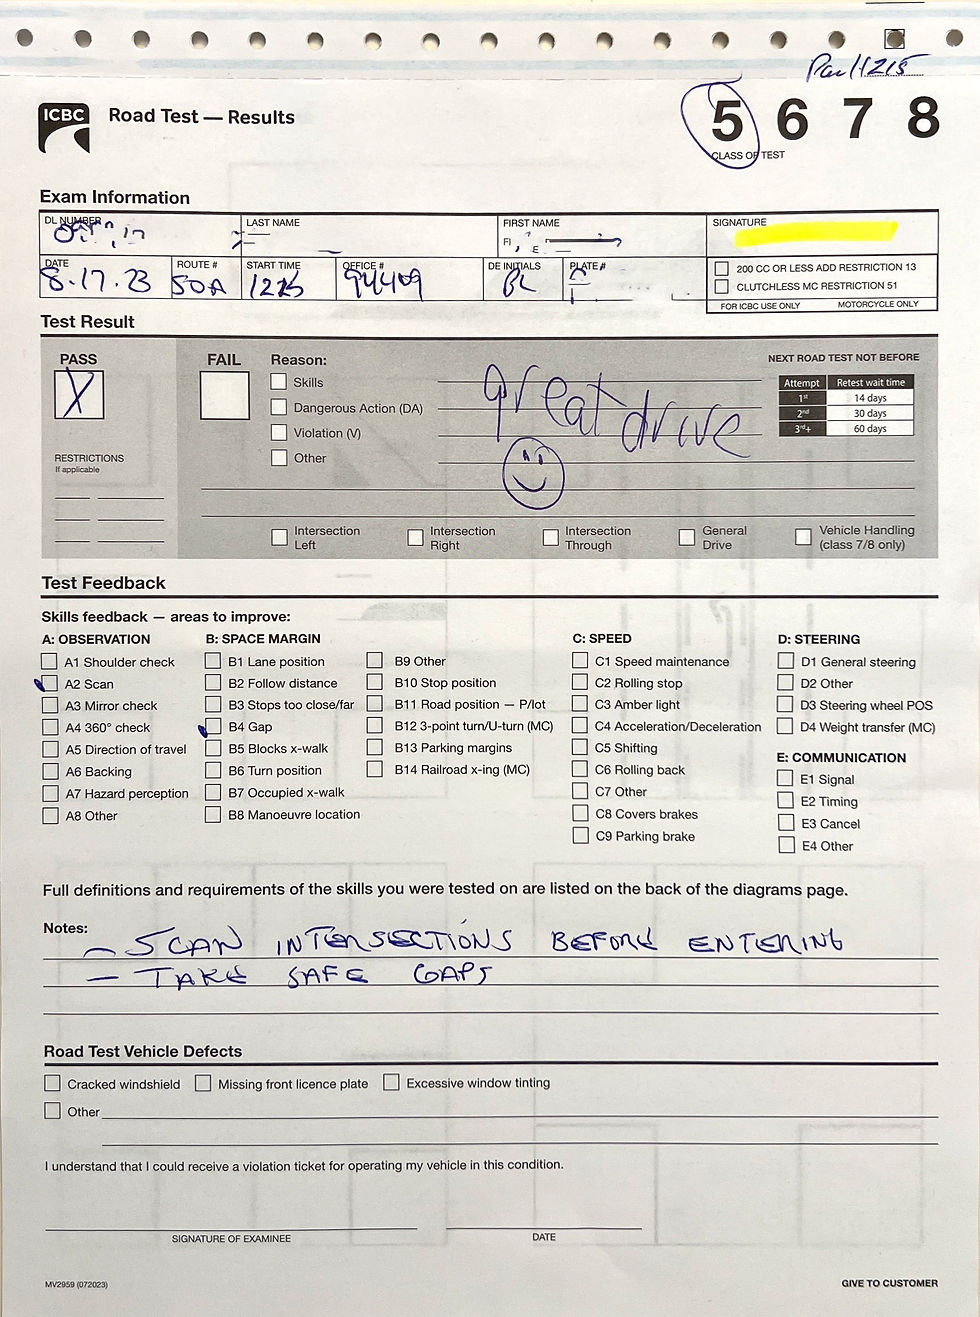 1215
ICBC
Road Test — Results
5 6 7 8
CLASS OF TEST
Exam Information
DL NUMBER
LAST NAME
FIRST NAME
SIGNATURE
DATE
8.17.23
ROUTE #
50A
START TIME
1215
OFFICE #
94409
DE INITIALS
BL
PLATE #
200 CC OR LESS ADD RESTRICTION 13
CLUTCHLESS MC RESTRICTION 51
FOR ICBC USE ONLY MOTORCYCLE ONLY
Test Result
PASS
X
RESTRICTIONS
If applicable
FAIL
Reason:
Skills
Dangerous Action (DA)
Violation (V)
Other
great drive
NEXT ROAD TEST NOT BEFORE
Attempt Retest wait time
1st 14 days
2nd 30 days
3rd+ 60 days
Intersection Left
Intersection Right
Intersection Through
General Drive
Vehicle Handling (class 7/8 only)
Test Feedback
Skills feedback — areas to improve:
A: OBSERVATION
A1 Shoulder check
A2 Scan
A3 Mirror check
A4 360° check
A5 Direction of travel
A6 Backing
A7 Hazard perception
A8 Other
B: SPACE MARGIN
B1 Lane position
B2 Follow distance
B3 Stops too close/far
B4 Gap
B5 Blocks x-walk
B6 Turn position
B7 Occupied x-walk
B8 Manoeuvre location
B9 Other
B10 Stop position
B11 Road position — P/lot
B12 3-point turn/U-turn (MC)
B13 Parking margins
B14 Railroad x-ing (MC)
C: SPEED
C1 Speed maintenance
C2 Rolling stop
C3 Amber light
C4 Acceleration/Deceleration
C5 Shifting
C6 Rolling back
C7 Other
C8 Covers brakes
C9 Parking brake
D: STEERING
D1 General steering
D2 Other
D3 Steering wheel POS
D4 Weight transfer (MC)
E: COMMUNICATION
E1 Signal
E2 Timing
E3 Cancel
E4 Other
Full definitions and requirements of the skills you were tested on are listed on the back of the diagrams page.
Notes:
– SCAN INTERSECTIONS BEFORE ENTERING
– TAKE SAFE GAPS
Road Test Vehicle Defects
Cracked windshield Missing front licence plate Excessive window tinting
Other
I understand that I could receive a violation ticket for operating my vehicle in this condition.
SIGNATURE OF EXAMINEE
DATE
MV2959 (072023)
GIVE TO CUSTOMER